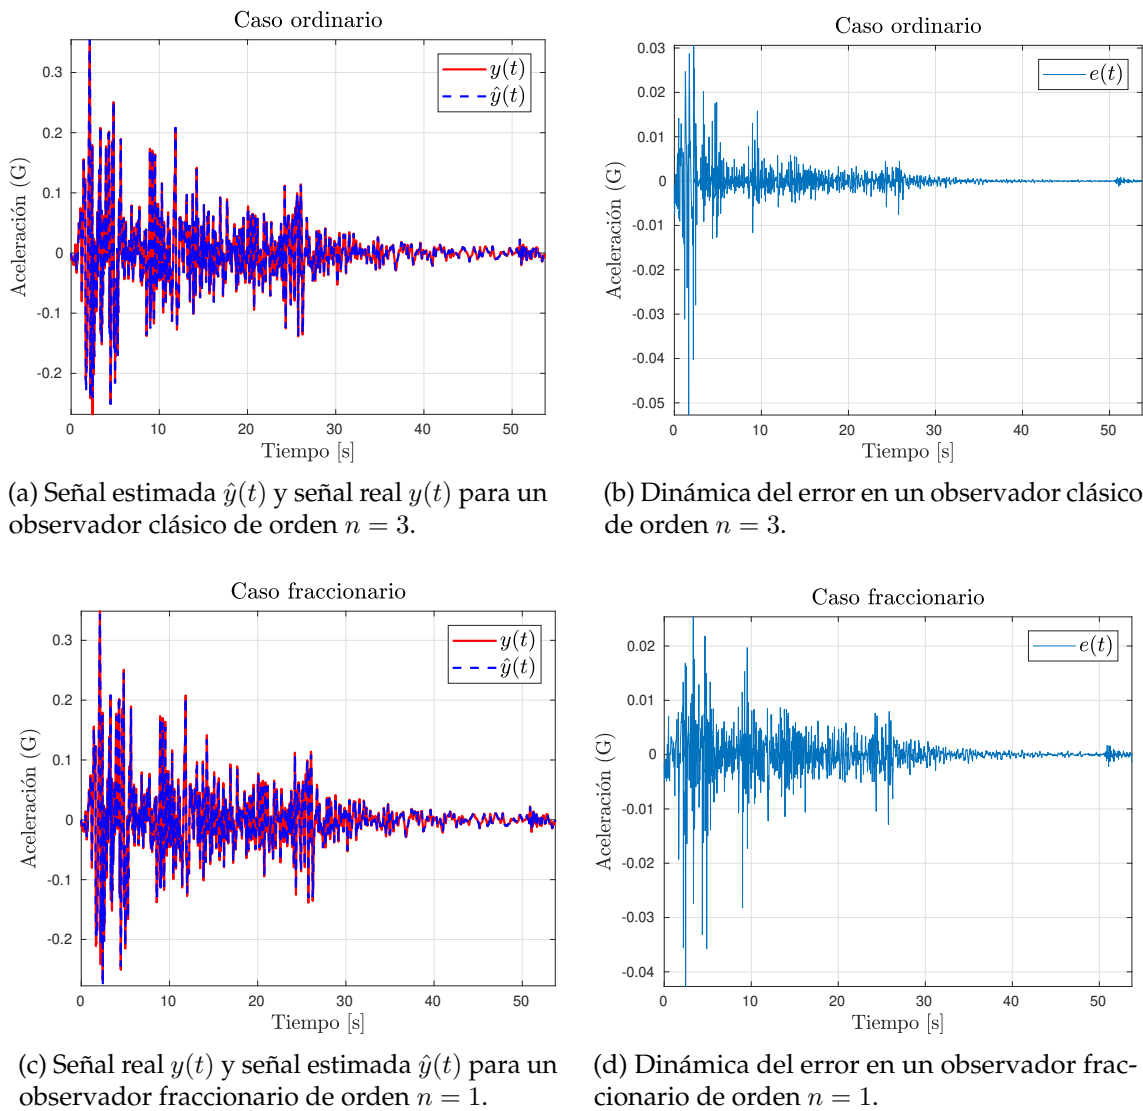 Caso ordinario
0.3
0.2
0.1
0
-0.1
-0.2
Aceleración (G)
y(t)
ŷ(t)
0 10 20 30 40 50
Tiempo [s]
Caso ordinario
0.03
0.02
0.01
0
-0.01
-0.02
-0.03
-0.04
-0.05
Aceleración (G)
e(t)
0 10 20 30 40 50
Tiempo [s]
(a) Señal estimada ŷ(t) y señal real y(t) para un
observador clásico de orden n = 3.
(b) Dinámica del error en un observador clásico
de orden n = 3.
Caso fraccionario
0.3
0.2
0.1
0
-0.1
-0.2
Aceleración (G)
y(t)
ŷ(t)
0 10 20 30 40 50
Tiempo [s]
Caso fraccionario
0.02
0.01
0
-0.01
-0.02
-0.03
-0.04
Aceleración (G)
e(t)
0 10 20 30 40 50
Tiempo [s]
(c) Señal real y(t) y señal estimada ŷ(t) para un
observador fraccionario de orden n = 1.
(d) Dinámica del error en un observador frac-
cionario de orden n = 1.